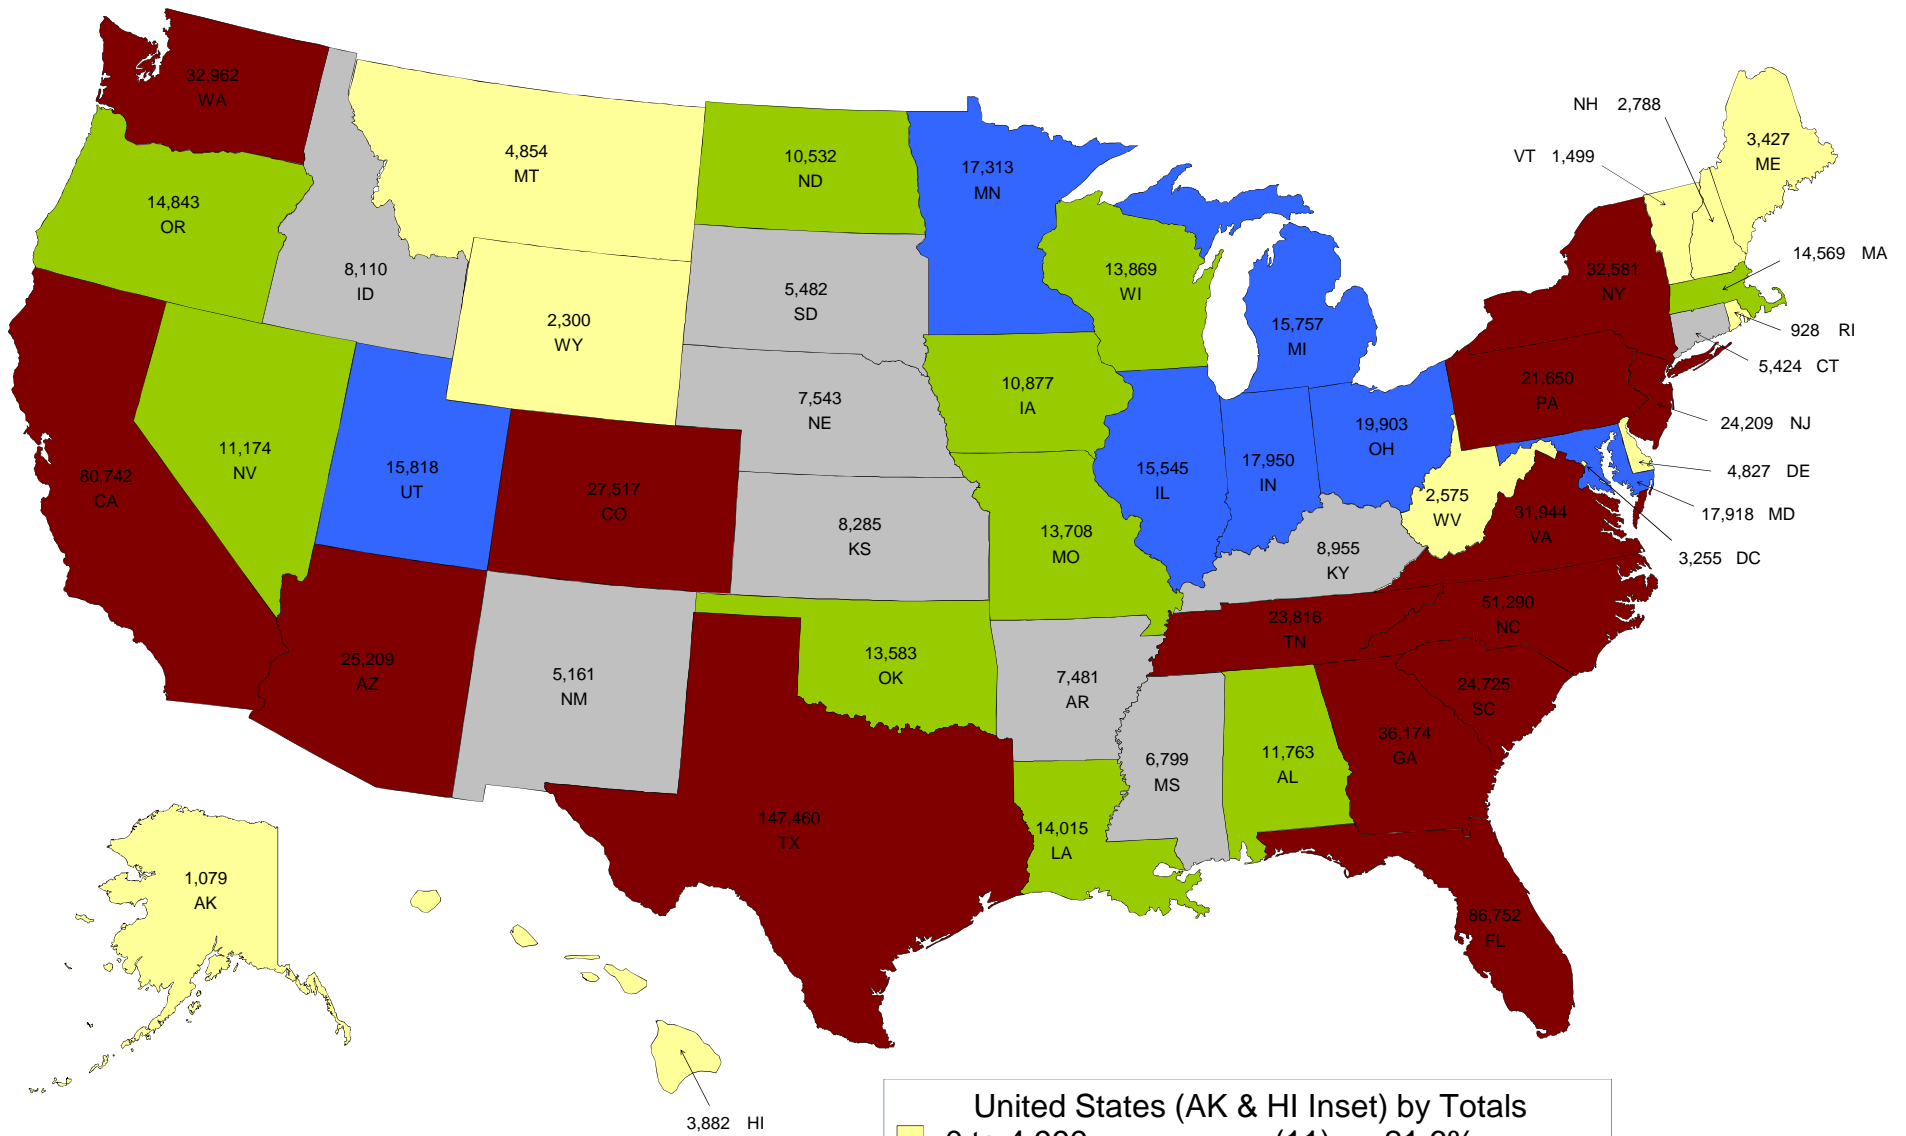 32,962
WA
4,854
MT
10,532
ND
17,313
MN
NH 2,788
VT 1,499
3,427
ME
14,843
OR
8,110
ID
5,482
SD
13,869
WI
15,757
MI
32,581
NY
14,569 MA
928 RI
5,424 CT
2,300
WY
7,543
NE
10,877
IA
21,650
PA
24,209 NJ
11,174
NV
15,818
UT
80,742
CA
27,517
CO
8,285
KS
13,708
MO
15,545
IL
17,950
IN
19,903
OH
2,575
WV
4,827 DE
17,918 MD
3,255 DC
31,944
VA
8,955
KY
51,290
NC
23,816
TN
25,209
AZ
5,161
NM
13,583
OK
7,481
AR
24,725
SC
36,174
GA
11,763
AL
6,799
MS
14,015
LA
147,460
TX
86,752
FL
1,079
AK
3,882 HI
United States (AK & HI Inset) by Totals